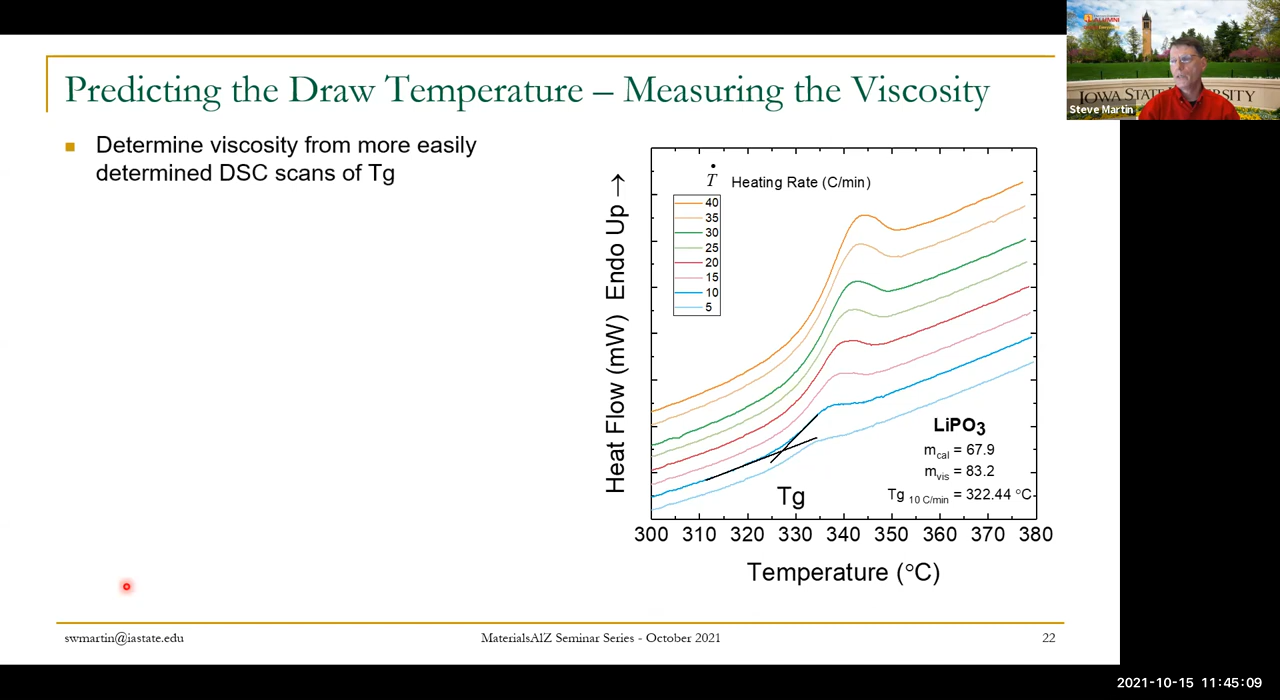 ALUMNI
IOWA STATE UNIVERSITY
Steve Martin
Predicting the Draw Temperature – Measuring the Viscosity
Determine viscosity from more easily
determined DSC scans of Tg
Ṫ Heating Rate (C/min)
40
35
30
25
20
15
10
5
Heat Flow (mW) Endo Up →
LiPO3
mcal = 67.9
mvis = 83.2
Tg 10 C/min = 322.44 °C
Tg
300 310 320 330 340 350 360 370 380
Temperature (°C)
swmartin@iastate.edu
MaterialsAlZ Seminar Series - October 2021
22
2021-10-15 11:45:09